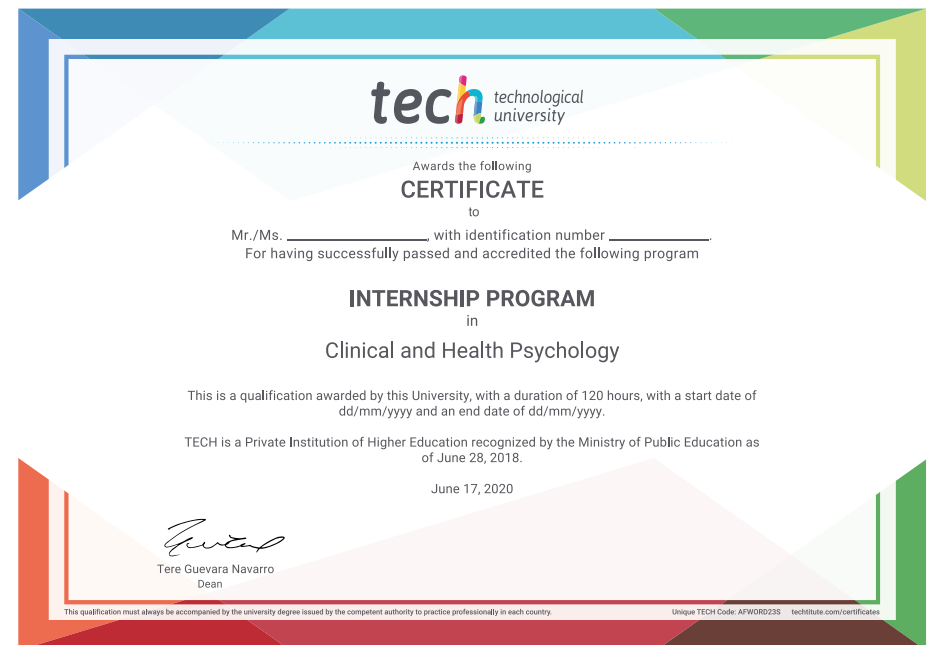 tech technological
university
Awards the following
CERTIFICATE
to
Mr./Ms. ____________________, with identification number ______________.
For having successfully passed and accredited the following program
INTERNSHIP PROGRAM
in
Clinical and Health Psychology
This is a qualification awarded by this University, with a duration of 120 hours, with a start date of
dd/mm/yyyy and an end date of dd/mm/yyyy.
TECH is a Private Institution of Higher Education recognized by the Ministry of Public Education as
of June 28, 2018.
June 17, 2020
Tere Guevara Navarro
Dean
This qualification must always be accompanied by the university degree issued by the competent authority to practice professionally in each country.
Unique TECH Code: AFWORD23S techtitute.com/certificates